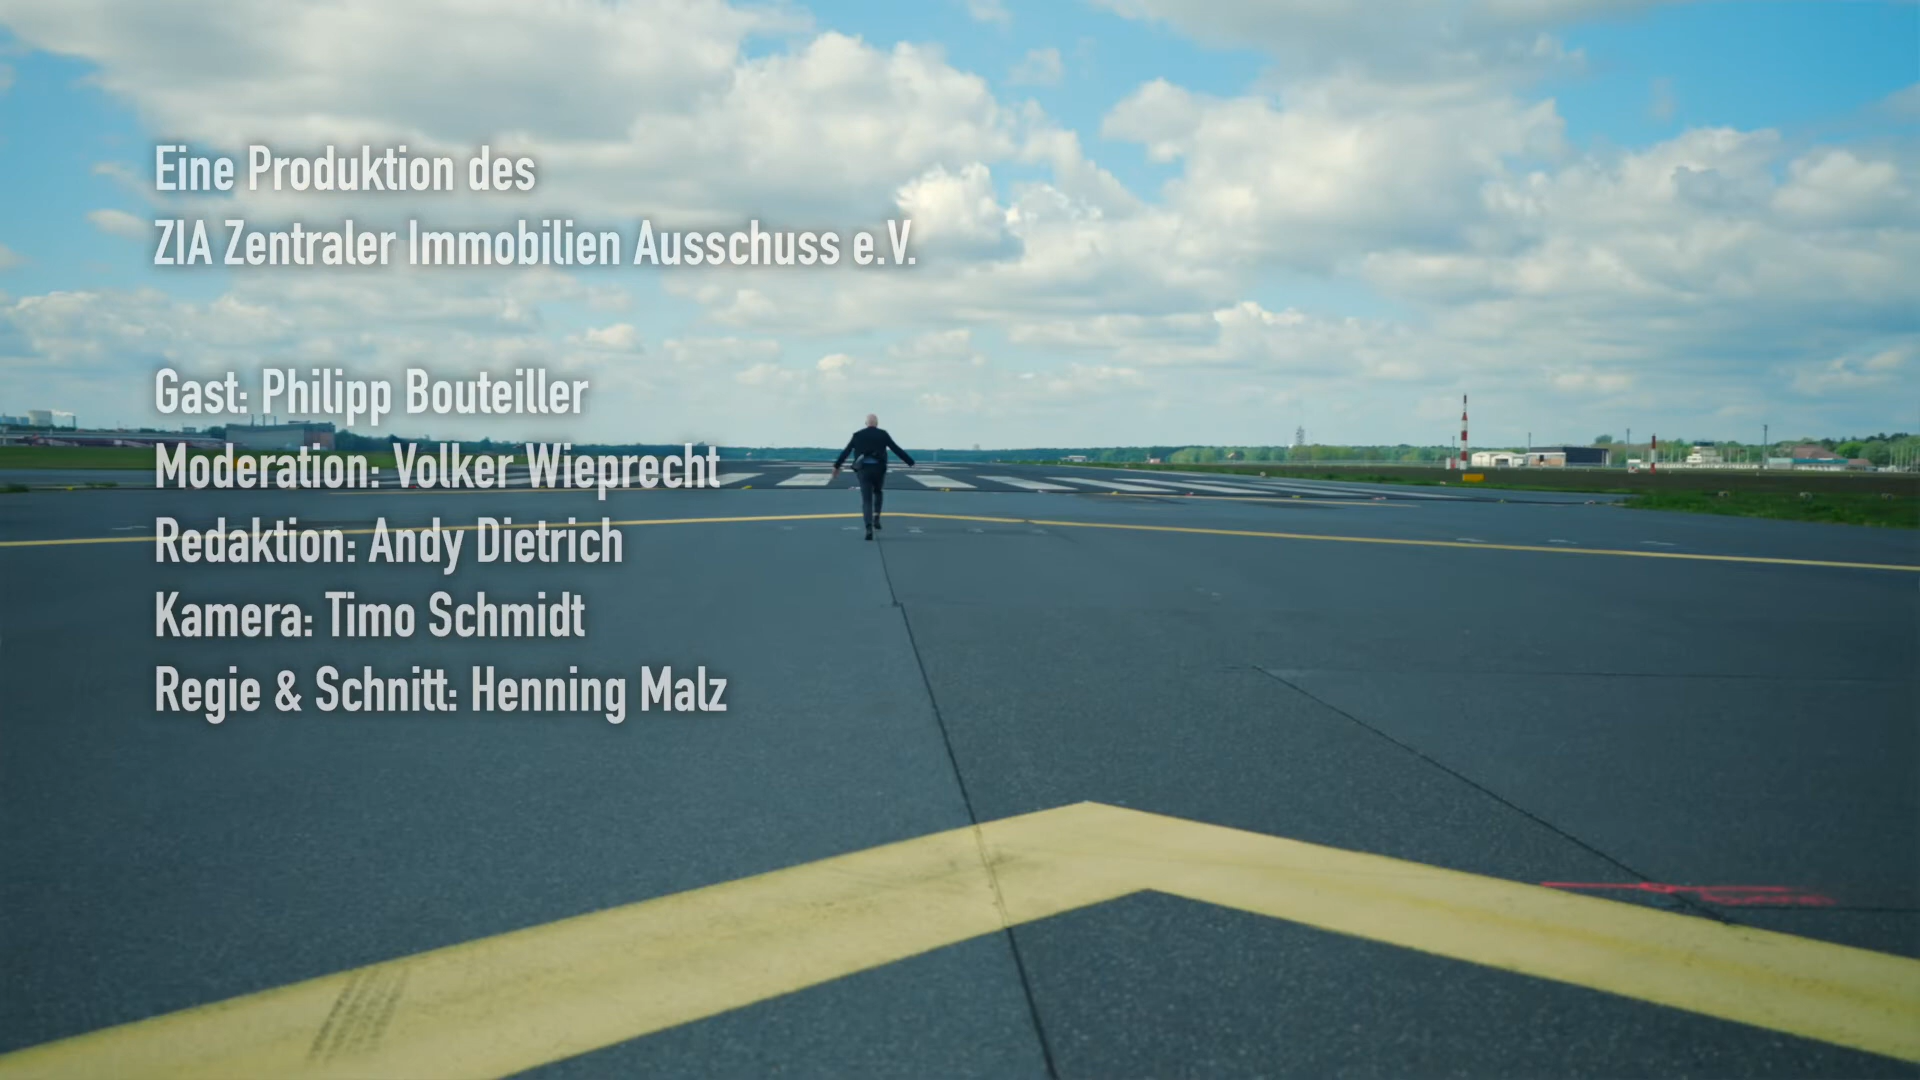 Eine Produktion des
ZIA Zentraler Immobilien Ausschuss e.V.
Gast: Philipp Bouteiller
Moderation: Volker Wieprecht
Redaktion: Andy Dietrich
Kamera: Timo Schmidt
Regie & Schnitt: Henning Malz